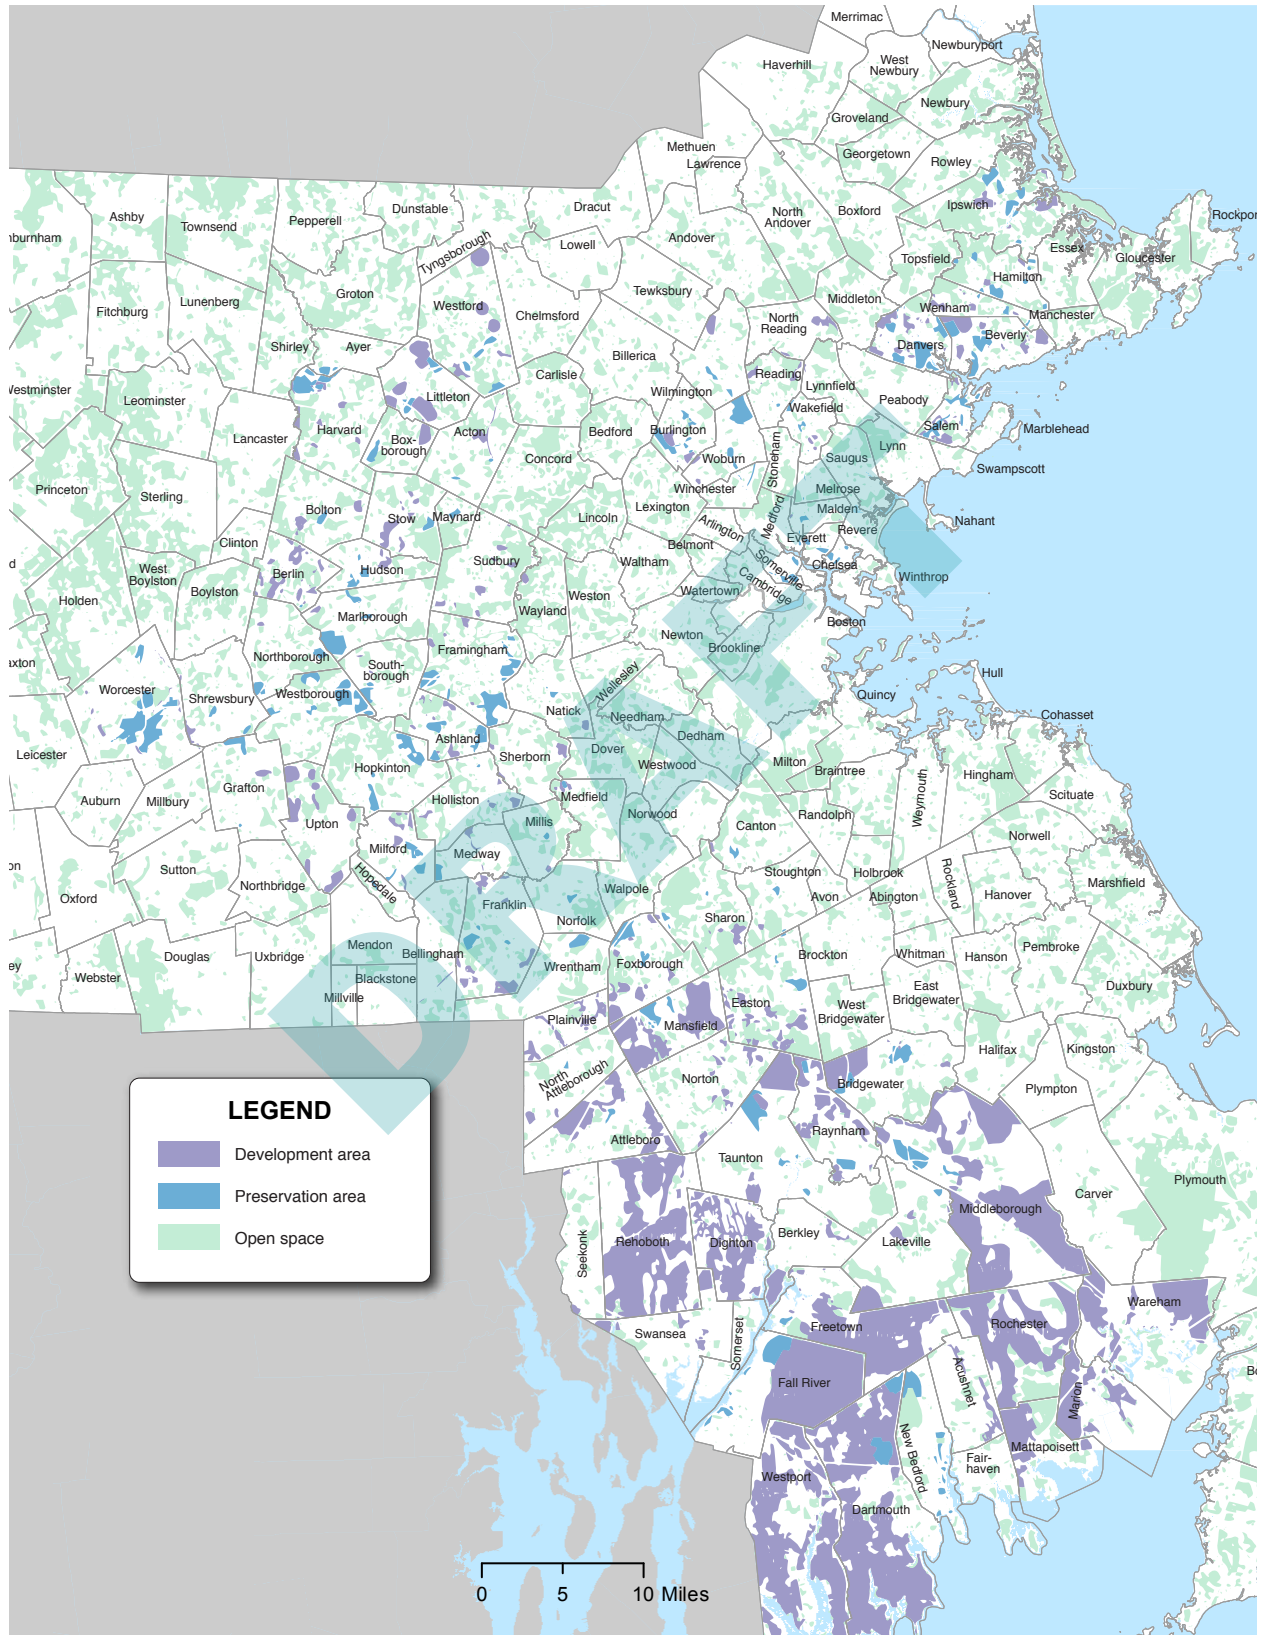 Merrimac
Newburyport
Haverhill
West
Newbury
Newbury
Groveland
Methuen
Lawrence
Georgetown
Rowley
Ashby
Townsend
Pepperell
Dunstable
Dracut
North
Andover
Boxford
Ipswich
Rockpor
hburnham
Tyngsborough
Lowell
Andover
Topsfield
Essex
Gloucester
Hamilton
Fitchburg
Lunenberg
Groton
Westford
Chelmsford
Tewksbury
Middleton
Wenham
Manchester
North
Reading
Beverly
Danvers
Shirley
Ayer
Billerica
Carlisle
Reading
Lynnfield
Westminster
Leominster
Littleton
Wilmington
Wakefield
Peabody
Salem
Marblehead
Lancaster
Harvard
Box-
borough
Acton
Bedford
Burlington
Stoneham
Lynn
Saugus
Woburn
Concord
Swampscott
Princeton
Sterling
Winchester
Melrose
Bolton
Stow
Maynard
Lincoln
Lexington
Medford
Malden
Nahant
Arlington
Everett
Revere
Clinton
Belmont
Somerville
d
West
Boylston
Berlin
Hudson
Sudbury
Waltham
Chelsea
Winthrop
Cambridge
Boylston
Holden
Weston
Watertown
Wayland
Marlborough
Boston
Newton
Brookline
Framingham
Northborough
South-
borough
axton
Wellesley
Hull
Worcester
Shrewsbury
Westborough
Quincy
Natick
Needham
Cohasset
Dedham
Ashland
Dover
Sherborn
Leicester
Hopkinton
Westwood
Milton
Braintree
Hingham
Weymouth
Grafton
Auburn
Millbury
Holliston
Medfield
Scituate
Norwood
Randolph
Millis
Upton
Canton
Norwell
Milford
Medway
on
Sutton
Hopedale
Stoughton
Holbrook
Rockland
Marshfield
Northbridge
Walpole
Oxford
Avon
Abington
Hanover
Franklin
Norfolk
Sharon
Mendon
Bellingham
Pembroke
Douglas
Uxbridge
Brockton
Whitman
Hanson
ey
Webster
Wrentham
Foxborough
Blackstone
Millville
East
Bridgewater
Duxbury
Easton
West
Bridgewater
Plainville
Mansfield
Halifax
Kingston
North
Attleborough
Norton
Bridgewater
Plympton
LEGEND
Development area
Preservation area
Open space
Attleboro
Raynham
Taunton
Plymouth
Carver
Middleborough
Seekonk
Rehoboth
Dighton
Berkley
Lakeville
Wareham
Swansea
Somerset
Freetown
Rochester
Acushnet
Bo
Fall River
Marion
New Bedford
Mattapoisett
Fair-
haven
Westport
Dartmouth
0 5 10 Miles
DRAFT